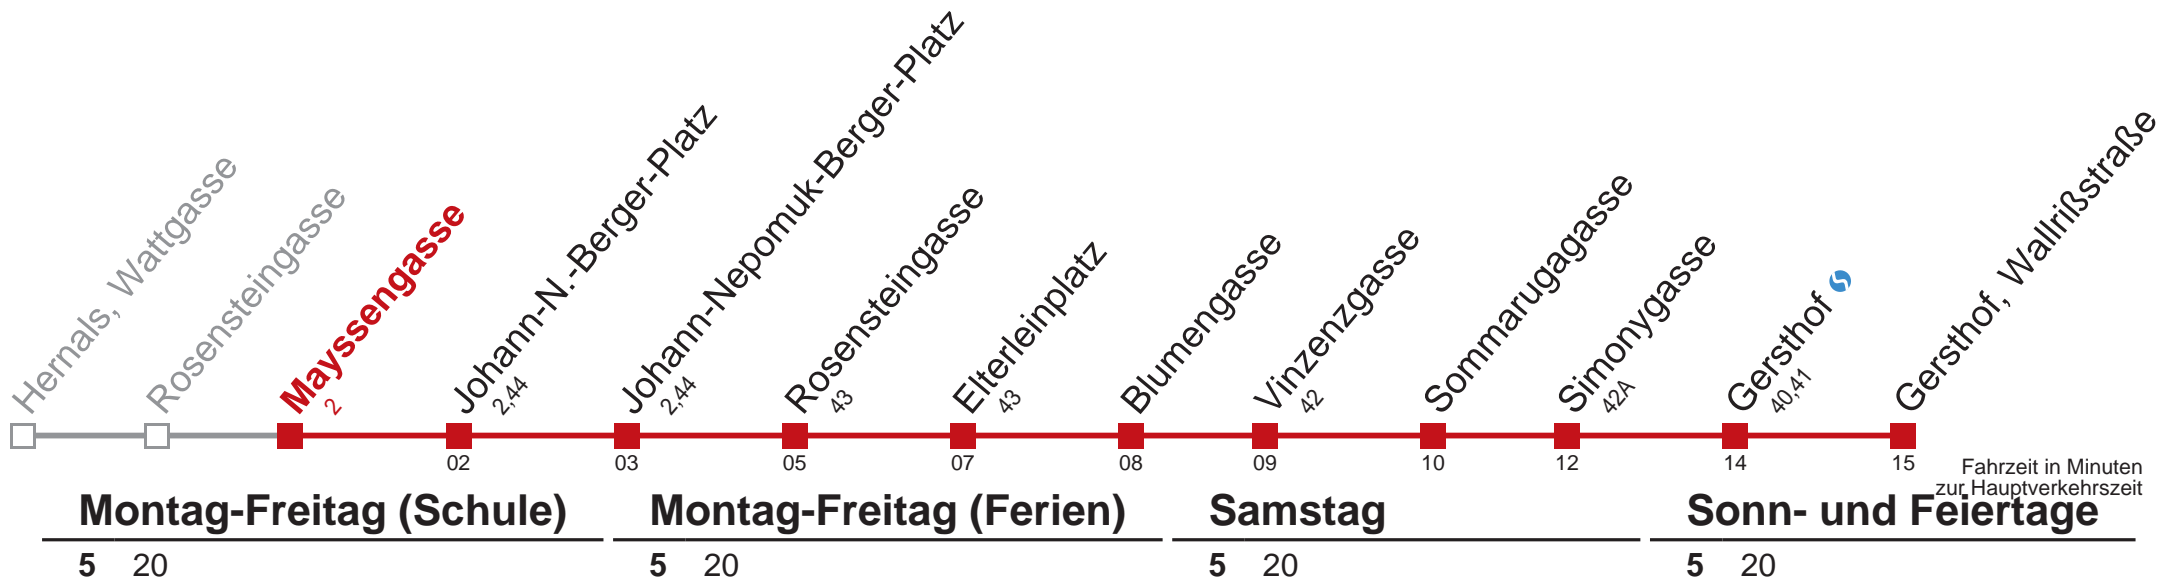 Hernals, Wattgasse
Rosensteingasse
Mayssengasse
2
Johann-N.-Berger-Platz
2,44
Johann-Nepomuk-Berger-Platz
2,44
Rosensteingasse
43
Elterleinplatz
43
Blumengasse
Vinzenzgasse
42
Sommarugagasse
Simonygasse
42A
Gersthof
40,41
Gersthof, Wallrißstraße
02 03 05 07 08 09 10 12 14 15
Fahrzeit in Minuten
zur Hauptverkehrszeit
Montag-Freitag (Schule) Montag-Freitag (Ferien) Samstag Sonn- und Feiertage
5 20 5 20 5 20 5 20